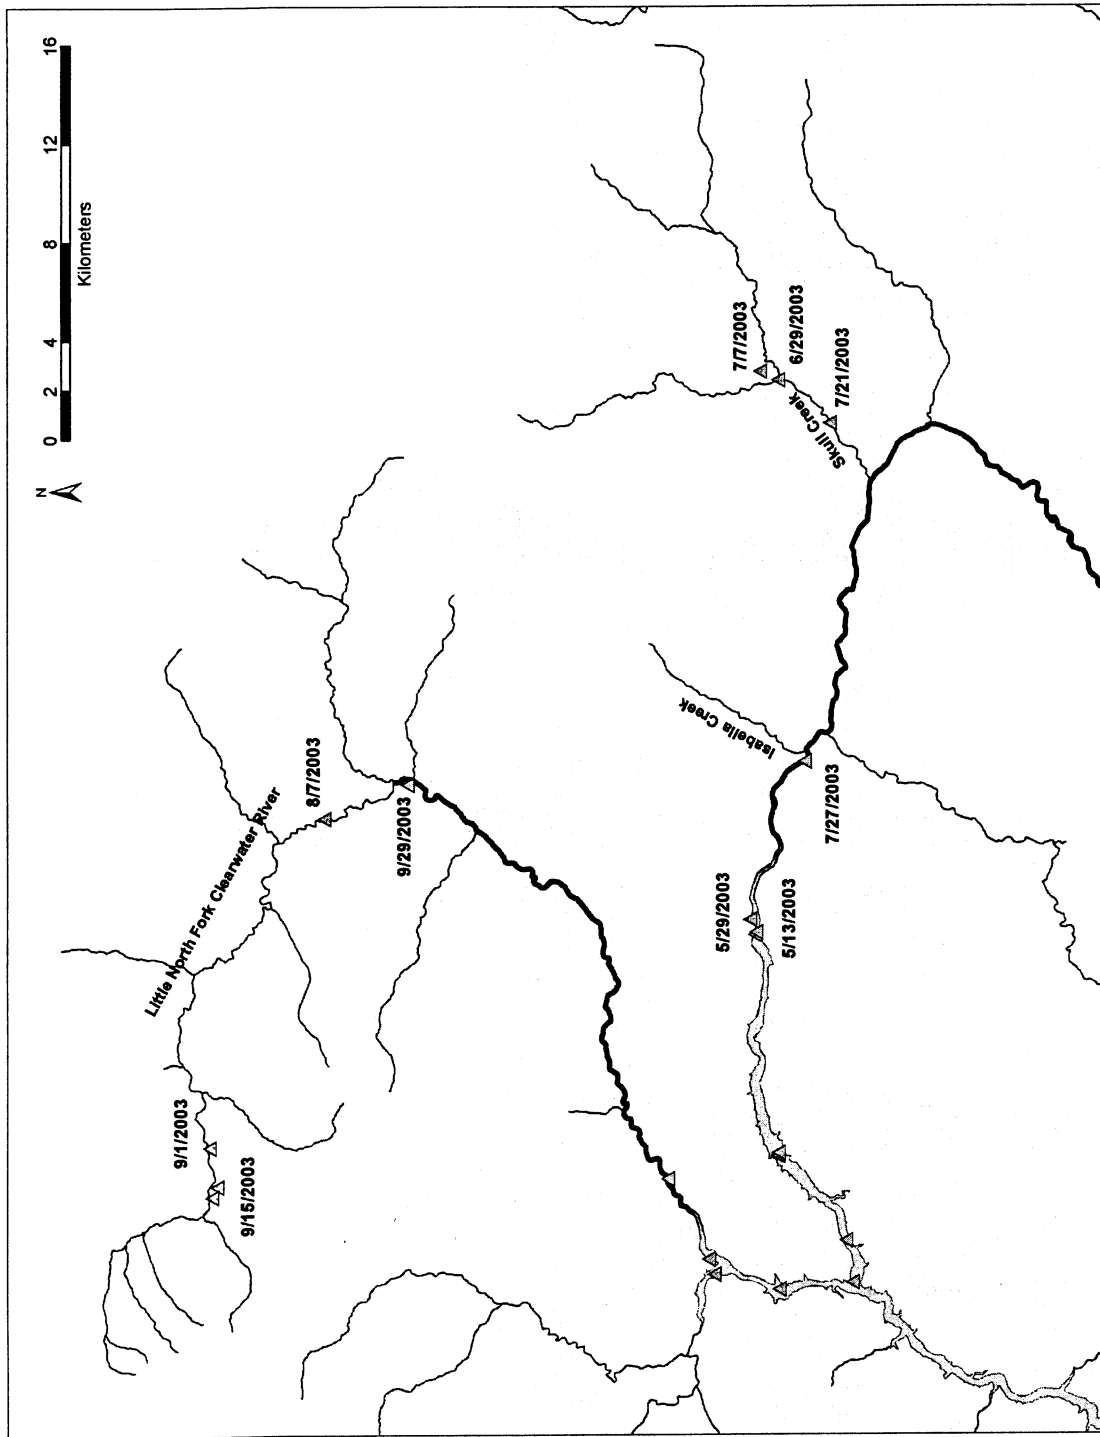 0 2 4 8 12 16
Kilometers
N
Little North Fork Clearwater River
8/7/2003
9/29/2003
9/1/2003
9/15/2003
7/7/2003
6/29/2003
7/21/2003
Skull Creek
Isabella Creek
7/27/2003
5/29/2003
5/13/2003